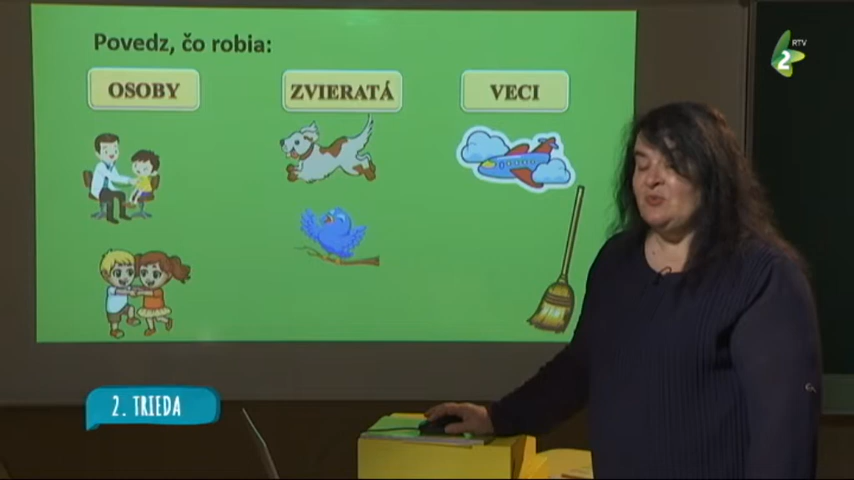 Povedz, čo robia:
OSOBY
ZVIERATÁ
VECI
RTV
2
2. TRIEDA